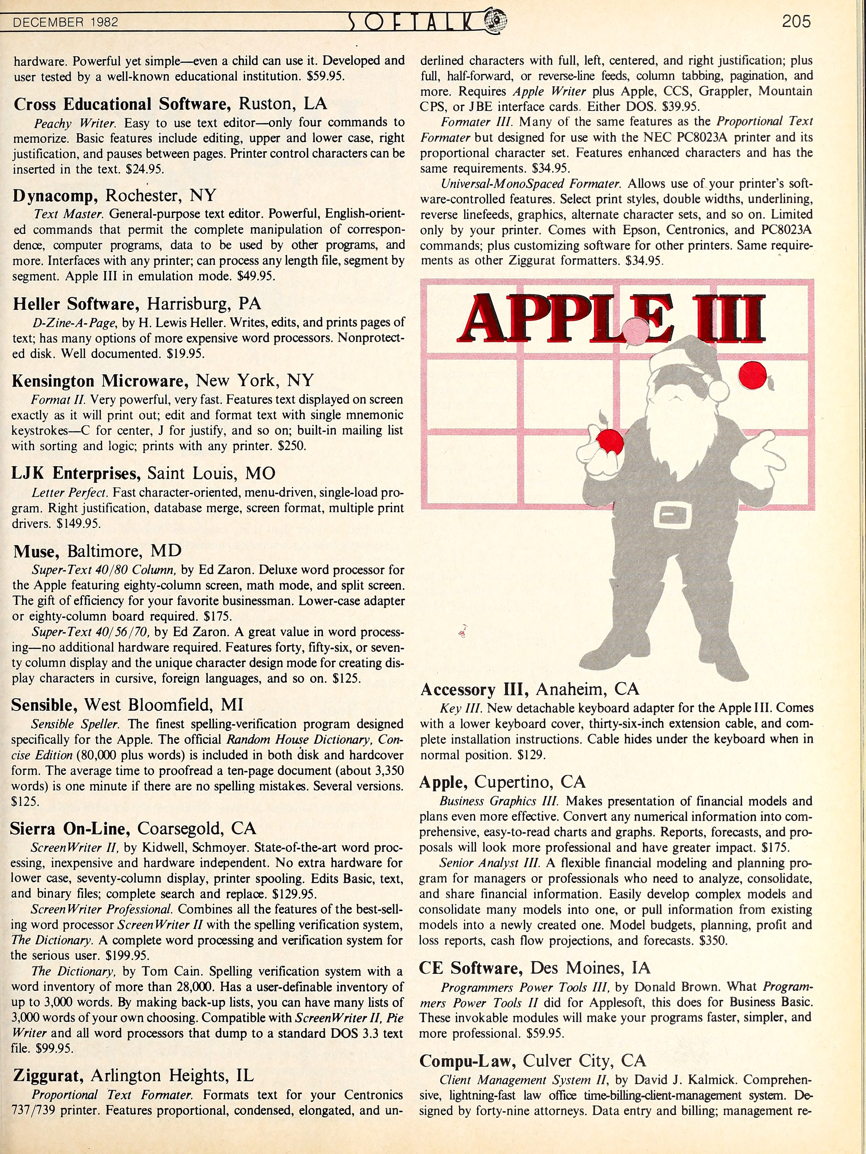 DECEMBER 1982
SOFTALK
205
hardware. Powerful yet simple—even a child can use it. Developed and
user tested by a well-known educational institution. $59.95.
Cross Educational Software, Ruston, LA
Peachy Writer. Easy to use text editor—only four commands to
memorize. Basic features include editing, upper and lower case, right
justification, and pauses between pages. Printer control characters can be
inserted in the text. $24.95.
Dynacomp, Rochester, NY
Text Master. General-purpose text editor. Powerful, English-orient-
ed commands that permit the complete manipulation of correspon-
dence, computer programs, data to be used by other programs, and
more. Interfaces with any printer; can process any length file, segment by
segment. Apple III in emulation mode. $49.95.
Heller Software, Harrisburg, PA
D-Zine-A-Page, by H. Lewis Heller. Writes, edits, and prints pages of
text; has many options of more expensive word processors. Nonprotect-
ed disk. Well documented. $19.95.
Kensington Microware, New York, NY
Format II. Very powerful, very fast. Features text displayed on screen
exactly as it will print out; edit and format text with single mnemonic
keystrokes—C for center, J for justify, and so on; built-in mailing list
with sorting and logic; prints with any printer. $250.
LJK Enterprises, Saint Louis, MO
Letter Perfect. Fast character-oriented, menu-driven, single-load pro-
gram. Right justification, database merge, screen format, multiple print
drivers. $149.95.
Muse, Baltimore, MD
Super-Text 40/80 Column, by Ed Zaron. Deluxe word processor for
the Apple featuring eighty-column screen, math mode, and split screen.
The gift of efficiency for your favorite businessman. Lower-case adapter
or eighty-column board required. $175.
Super-Text 40/56/70, by Ed Zaron. A great value in word process-
ing—no additional hardware required. Features forty, fifty-six, or seven-
ty column display and the unique character design mode for creating dis-
play characters in cursive, foreign languages, and so on. $125.
Sensible, West Bloomfield, MI
Sensible Speller. The finest spelling-verification program designed
specifically for the Apple. The official Random House Dictionary, Con-
cise Edition (80,000 plus words) is included in both disk and hardcover
form. The average time to proofread a ten-page document (about 3,350
words) is one minute if there are no spelling mistakes. Several versions.
$125.
Sierra On-Line, Coarsegold, CA
ScreenWriter II, by Kidwell, Schmoyer. State-of-the-art word proc-
essing, inexpensive and hardware independent. No extra hardware for
lower case, seventy-column display, printer spooling. Edits Basic, text,
and binary files; complete search and replace. $129.95.
ScreenWriter Professional. Combines all the features of the best-sell-
ing word processor ScreenWriter II with the spelling verification system,
The Dictionary. A complete word processing and verification system for
the serious user. $199.95.
The Dictionary, by Tom Cain. Spelling verification system with a
word inventory of more than 28,000. Has a user-definable inventory of
up to 3,000 words. By making back-up lists, you can have many lists of
3,000 words of your own choosing. Compatible with ScreenWriter II, Pie
Writer and all word processors that dump to a standard DOS 3.3 text
file. $99.95.
Ziggurat, Arlington Heights, IL
Proportional Text Formater. Formats text for your Centronics
737/739 printer. Features proportional, condensed, elongated, and un-
derlined characters with full, left, centered, and right justification; plus
full, half-forward, or reverse-line feeds, column tabbing, pagination, and
more. Requires Apple Writer plus Apple, CCS, Grappler, Mountain
CPS, or JBE interface cards. Either DOS. $39.95.
Formater III. Many of the same features as the Proportional Text
Formater but designed for use with the NEC PC8023A printer and its
proportional character set. Features enhanced characters and has the
same requirements. $34.95.
Universal-MonoSpaced Formater. Allows use of your printer's soft-
ware-controlled features. Select print styles, double widths, underlining,
reverse linefeeds, graphics, alternate character sets, and so on. Limited
only by your printer. Comes with Epson, Centronics, and PC8023A
commands; plus customizing software for other printers. Same require-
ments as other Ziggurat formatters. $34.95.
APPLE III
Accessory III, Anaheim, CA
Key III. New detachable keyboard adapter for the Apple III. Comes
with a lower keyboard cover, thirty-six-inch extension cable, and com-
plete installation instructions. Cable hides under the keyboard when in
normal position. $129.
Apple, Cupertino, CA
Business Graphics III. Makes presentation of financial models and
plans even more effective. Convert any numerical information into com-
prehensive, easy-to-read charts and graphs. Reports, forecasts, and pro-
posals will look more professional and have greater impact. $175.
Senior Analyst III. A flexible financial modeling and planning pro-
gram for managers or professionals who need to analyze, consolidate,
and share financial information. Easily develop complex models and
consolidate many models into one, or pull information from existing
models into a newly created one. Model budgets, planning, profit and
loss reports, cash flow projections, and forecasts. $350.
CE Software, Des Moines, IA
Programmers Power Tools III, by Donald Brown. What Program-
mers Power Tools II did for Applesoft, this does for Business Basic.
These invokable modules will make your programs faster, simpler, and
more professional. $59.95.
Compu-Law, Culver City, CA
Client Management System II, by David J. Kalmick. Comprehen-
sive, lightning-fast law office time-billing-client-management system. De-
signed by forty-nine attorneys. Data entry and billing; management re-